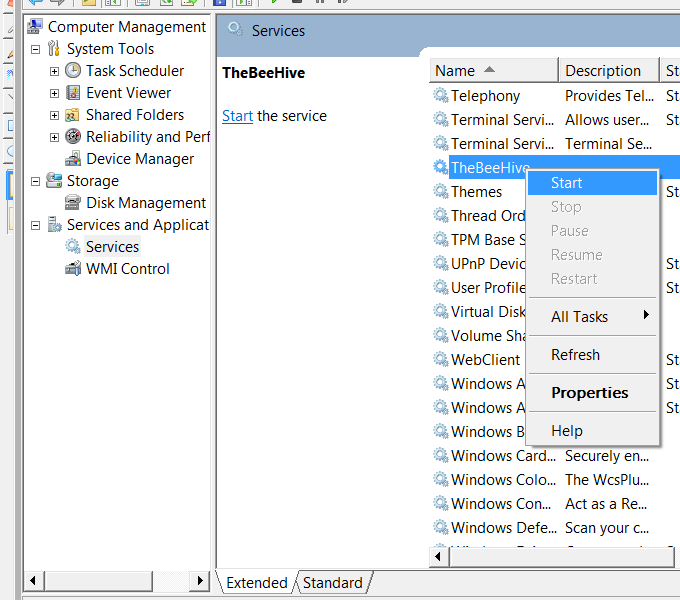 Computer Management
System Tools
Task Scheduler
Event Viewer
Shared Folders
Reliability and Perf
Device Manager
Storage
Disk Management
Services and Applicat
Services
WMI Control
Services
TheBeeHive
Start the service
Name Description St
Telephony Provides Tel... St
Terminal Servi... Allows user... St
Terminal Servi... Terminal Se...
TheBeeHive
Themes St
Thread Ord
TPM Base S
UPnP Devic St
User Profile St
Virtual Disk
Volume Sha
WebClient St
Windows A St
Windows A St
Windows B
Windows Card... Securely en...
Windows Colo... The WcsPlu...
Windows Con... Act as a Re...
Windows Defe... Scan your c...
Start
Stop
Pause
Resume
Restart
All Tasks
Refresh
Properties
Help
Extended Standard